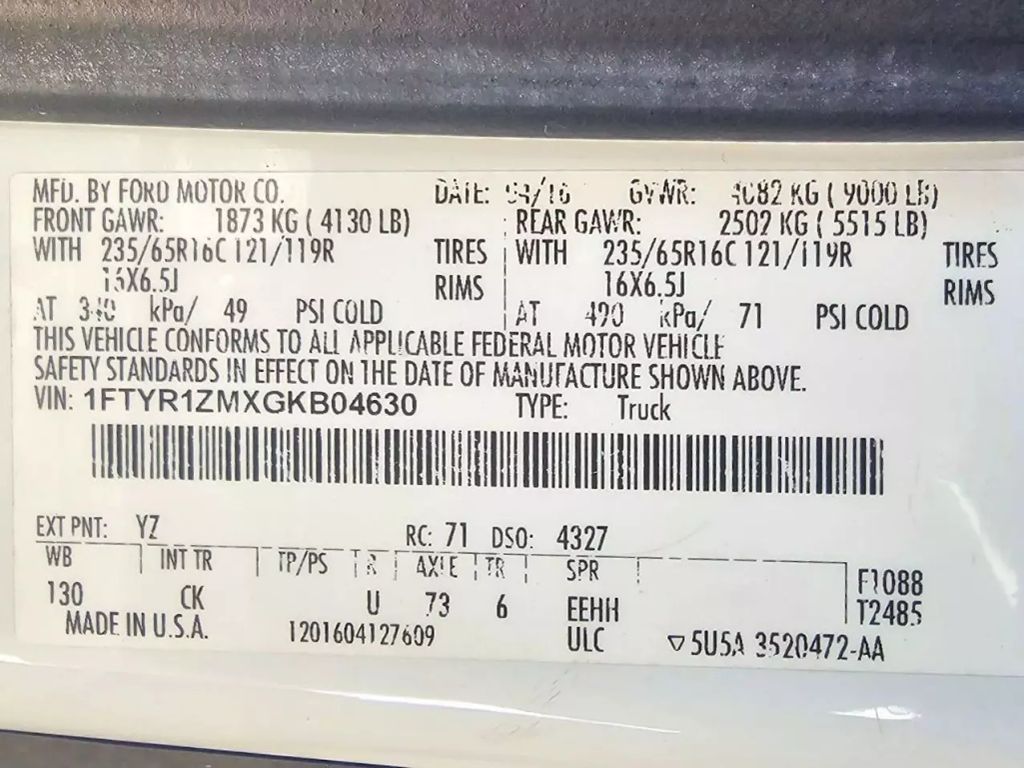 MFD. BY FORD MOTOR CO. DATE: 04/16 GVWR: 4082 KG ( 9000 LB)
FRONT GAWR: 1873 KG ( 4130 LB) REAR GAWR: 2502 KG ( 5515 LB)
WITH 235/65R16C 121/119R TIRES WITH 235/65R16C 121/119R TIRES
16X6.5J RIMS 16X6.5J RIMS
AT 340 kPa/ 49 PSI COLD AT 490 kPa/ 71 PSI COLD
THIS VEHICLE CONFORMS TO ALL APPLICABLE FEDERAL MOTOR VEHICLE
SAFETY STANDARDS IN EFFECT ON THE DATE OF MANUFACTURE SHOWN ABOVE.
VIN: 1FTYR1ZMXGKB04630 TYPE: Truck
EXT PNT: YZ RC: 71 DSO: 4327
WB INT TR TP/PS R AXLE TR SPR
130 CK U 73 6 EEHH F1088
T2485
MADE IN U.S.A. 1201604127609 ULC ▽5U5A 3520472-AA